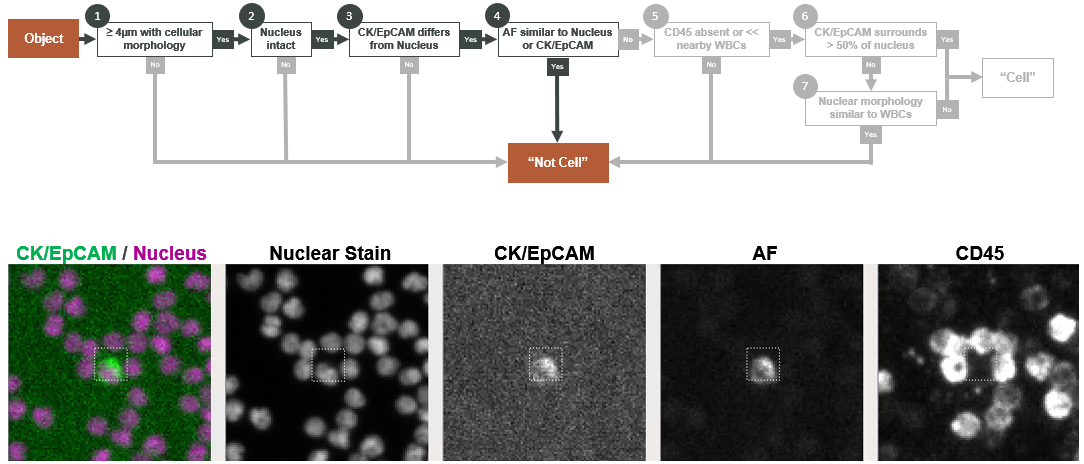 Object
1
≥ 4µm with cellular
morphology
Yes
No
2
Nucleus
intact
Yes
No
3
CK/EpCAM differs
from Nucleus
Yes
No
4
AF similar to Nucleus
or CK/EpCAM
No
Yes
5
CD45 absent or <<
nearby WBCs
Yes
No
6
CK/EpCAM surrounds
> 50% of nucleus
Yes
No
7
Nuclear morphology
similar to WBCs
No
Yes
“Cell”
“Not Cell”
CK/EpCAM / Nucleus
Nuclear Stain
CK/EpCAM
AF
CD45